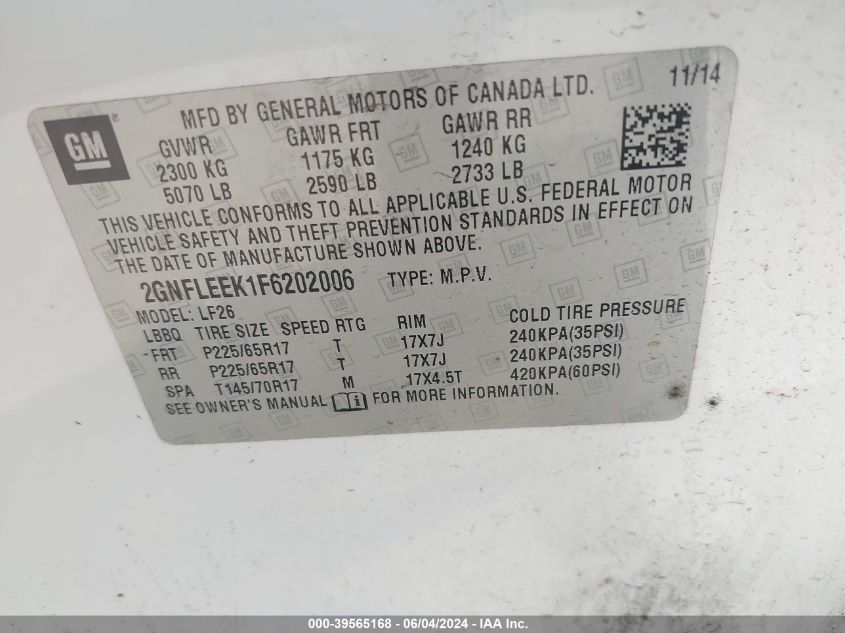 MFD BY GENERAL MOTORS OF CANADA LTD. 11/14
GM ®
GVWR GAWR FRT GAWR RR
2300 KG 1175 KG 1240 KG
5070 LB 2590 LB 2733 LB
THIS VEHICLE CONFORMS TO ALL APPLICABLE U.S. FEDERAL MOTOR
VEHICLE SAFETY AND THEFT PREVENTION STANDARDS IN EFFECT ON
THE DATE OF MANUFACTURE SHOWN ABOVE.
2GNFLEEK1F6202006 TYPE: M.P.V.
MODEL: LF26
LBBQ TIRE SIZE SPEED RTG RIM COLD TIRE PRESSURE
FRT P225/65R17 T 17X7J 240KPA(35PSI)
RR P225/65R17 T 17X7J 240KPA(35PSI)
SPA T145/70R17 M 17X4.5T 420KPA(60PSI)
SEE OWNER'S MANUAL FOR MORE INFORMATION.
000-39565168 - 06/04/2024 - IAA Inc.